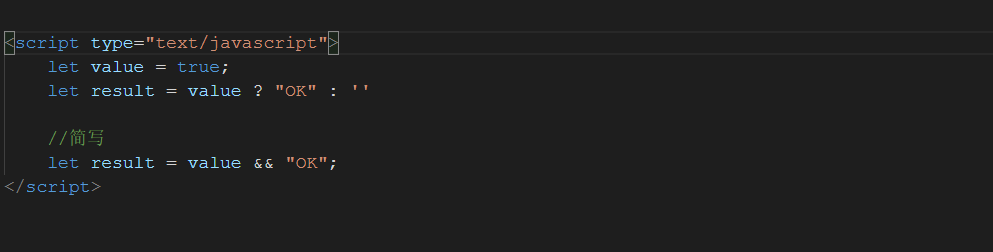 <script type="text/javascript">
let value = true;
let result = value ? "OK" : ''
//简写
let result = value && "OK";
</script>